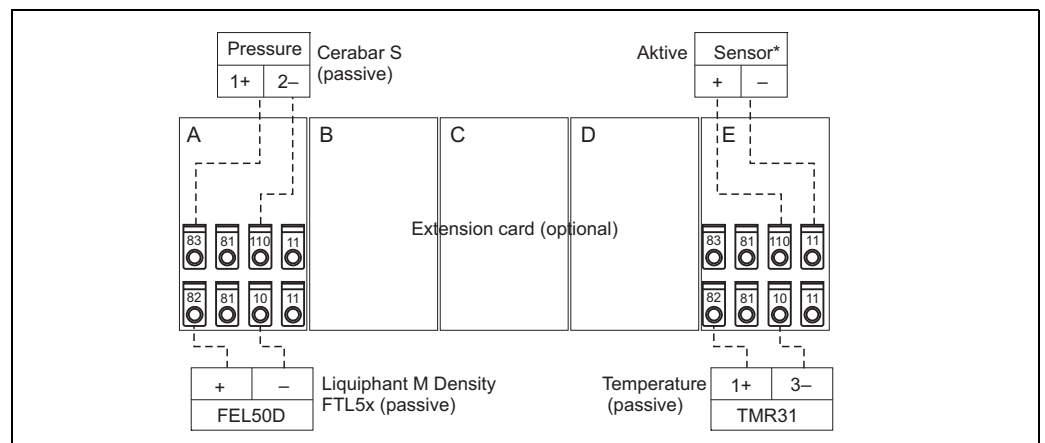 Pressure
1+ 2–
Cerabar S
(passive)
Aktive
Sensor*
+ –
A B C D E
Extension card (optional)
83 81 110 11
83 81 110 11
82 81 10 11
82 81 10 11
+ –
FEL50D
Liquiphant M Density
FTL5x (passive)
Temperature
(passive)
1+ 3–
TMR31